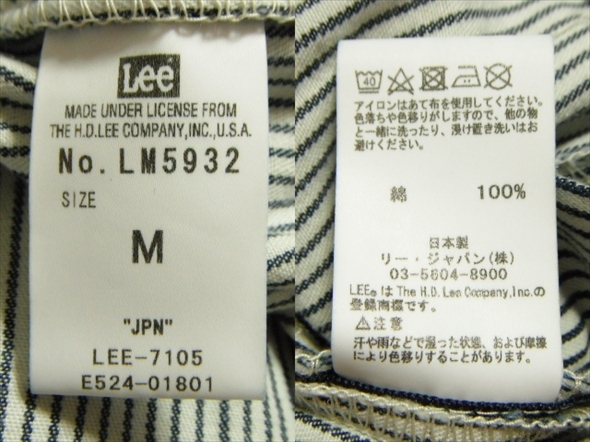 Lee
MADE UNDER LICENSE FROM
THE H.D.LEE COMPANY,INC.,U.S.A.
No. LM5932
SIZE
M
"JPN"
LEE-7105
E524-01801
40
アイロンはあて布を使用してください。
色落ちや色移りがしますので、他の物
と一緒に洗ったり、浸け置き洗いはお
避けください。
綿 100%
日本製
リー・ジャパン(株)
03-5604-8900
LEE® は The H.D. Lee Company,Inc.の
登録商標です。
⚠注意
汗や雨などで湿った状態、および摩擦
により色移りすることがあります。